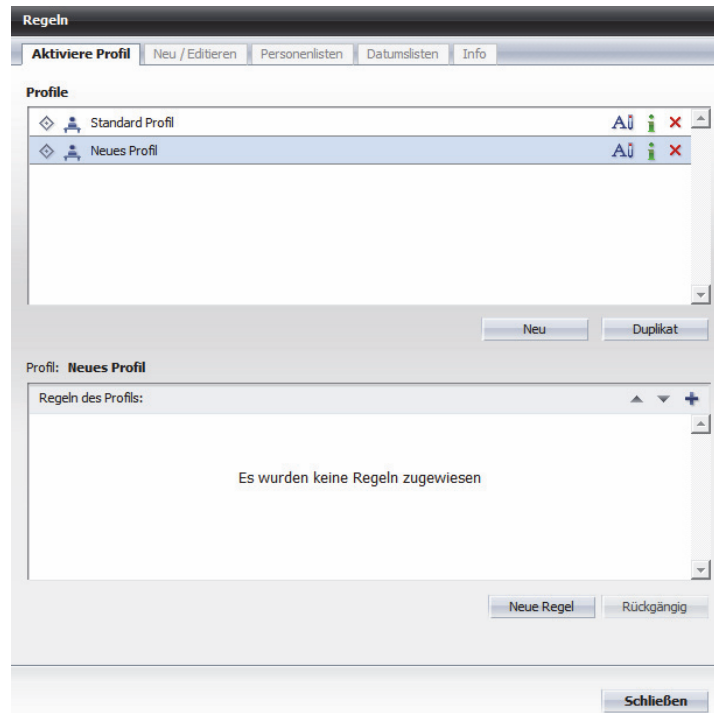 Regeln
Aktiviere Profil Neu / Editieren Personenlisten Datumslisten Info
Profile
Standard Profil
Neues Profil
Neu Duplikat
Profil: Neues Profil
Regeln des Profils:
Es wurden keine Regeln zugewiesen
Neue Regel Rückgängig
Schließen